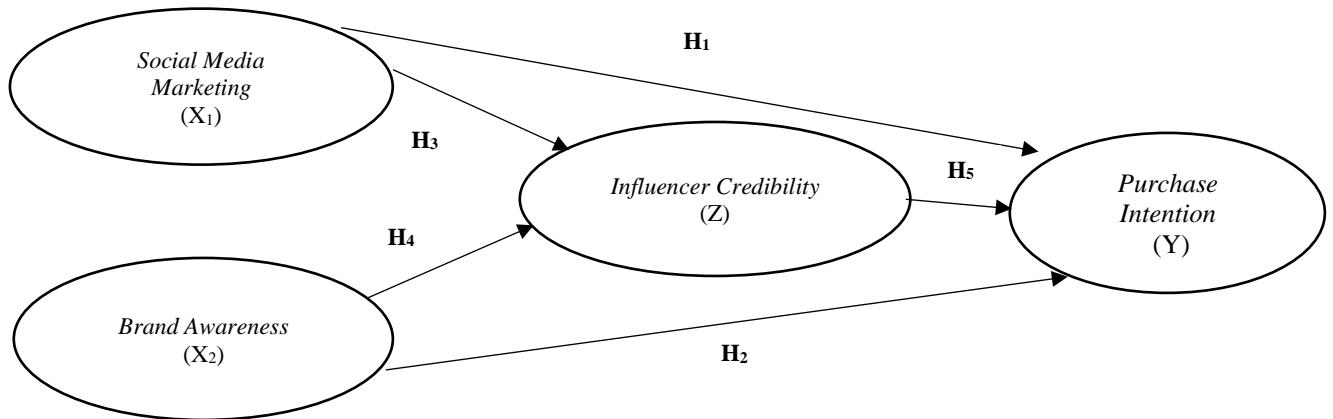 Social Media
Marketing
(X₁)
H₁
H₃
Influencer Credibility
(Z)
H₅
Purchase
Intention
(Y)
H₄
Brand Awareness
(X₂)
H₂